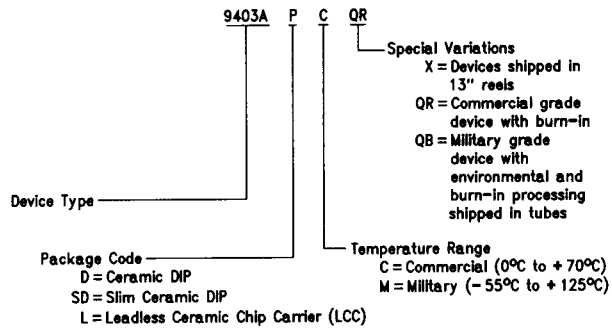 9403A P C QR
Special Variations
X = Devices shipped in
13" reels
QR = Commercial grade
device with burn-in
QB = Military grade
device with
environmental and
burn-in processing
shipped in tubes
Device Type
Package Code
D = Ceramic DIP
SD = Slim Ceramic DIP
L = Leadless Ceramic Chip Carrier (LCC)
Temperature Range
C = Commercial (0°C to +70°C)
M = Military (-55°C to +125°C)